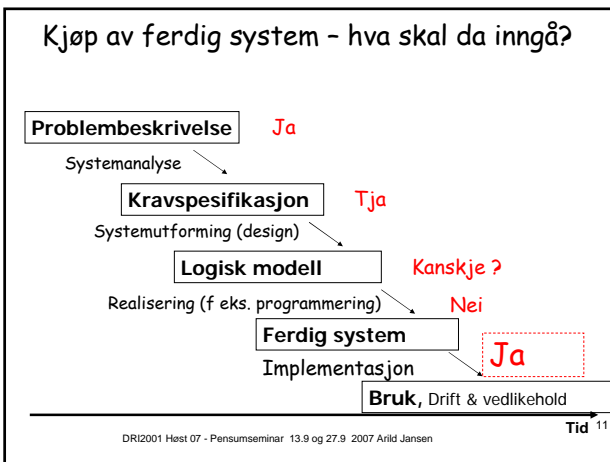 Kjøp av ferdig system – hva skal da inngå?
Problembeskrivelse Ja
Systemanalyse
Kravspesifikasjon Tja
Systemutforming (design)
Logisk modell Kanskje ?
Realisering (f eks. programmering) Nei
Ferdig system Ja
Implementasjon
Bruk, Drift & vedlikehold
Tid 11
DRI2001 Høst 07 - Pensumseminar 13.9 og 27.9 2007 Arild Jansen